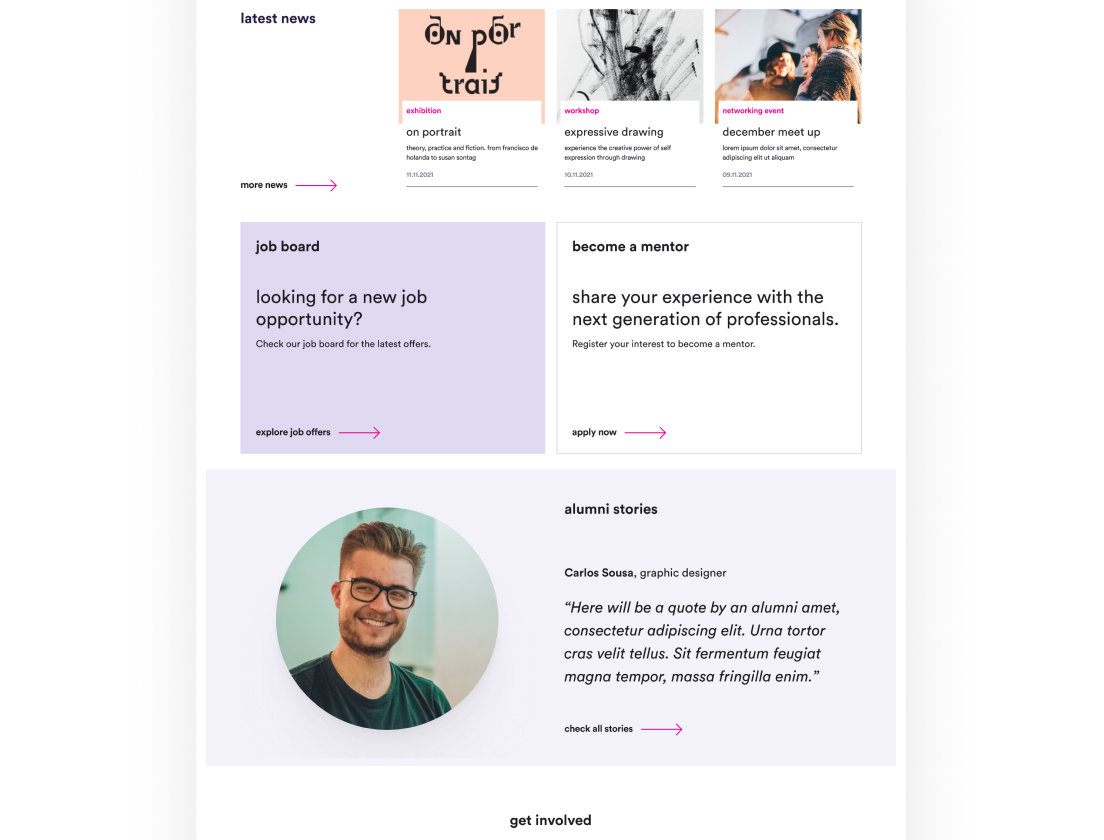 latest news
ōn pōr
trait
exhibition
on portrait
theory, practice and fiction. from francisco de
holanda to susan sontag
11.11.2021
workshop
expressive drawing
experience the creative power of self
expression through drawing
10.11.2021
networking event
december meet up
lorem ipsum dolor sit amet, consectetur
adipiscing elit ut aliquam
09.11.2021
more news
job board
looking for a new job
opportunity?
Check our job board for the latest offers.
explore job offers
become a mentor
share your experience with the
next generation of professionals.
Register your interest to become a mentor.
apply now
alumni stories
Carlos Sousa, graphic designer
“Here will be a quote by an alumni amet,
consectetur adipiscing elit. Urna tortor
cras velit tellus. Sit fermentum feugiat
magna tempor, massa fringilla enim.”
check all stories
get involved